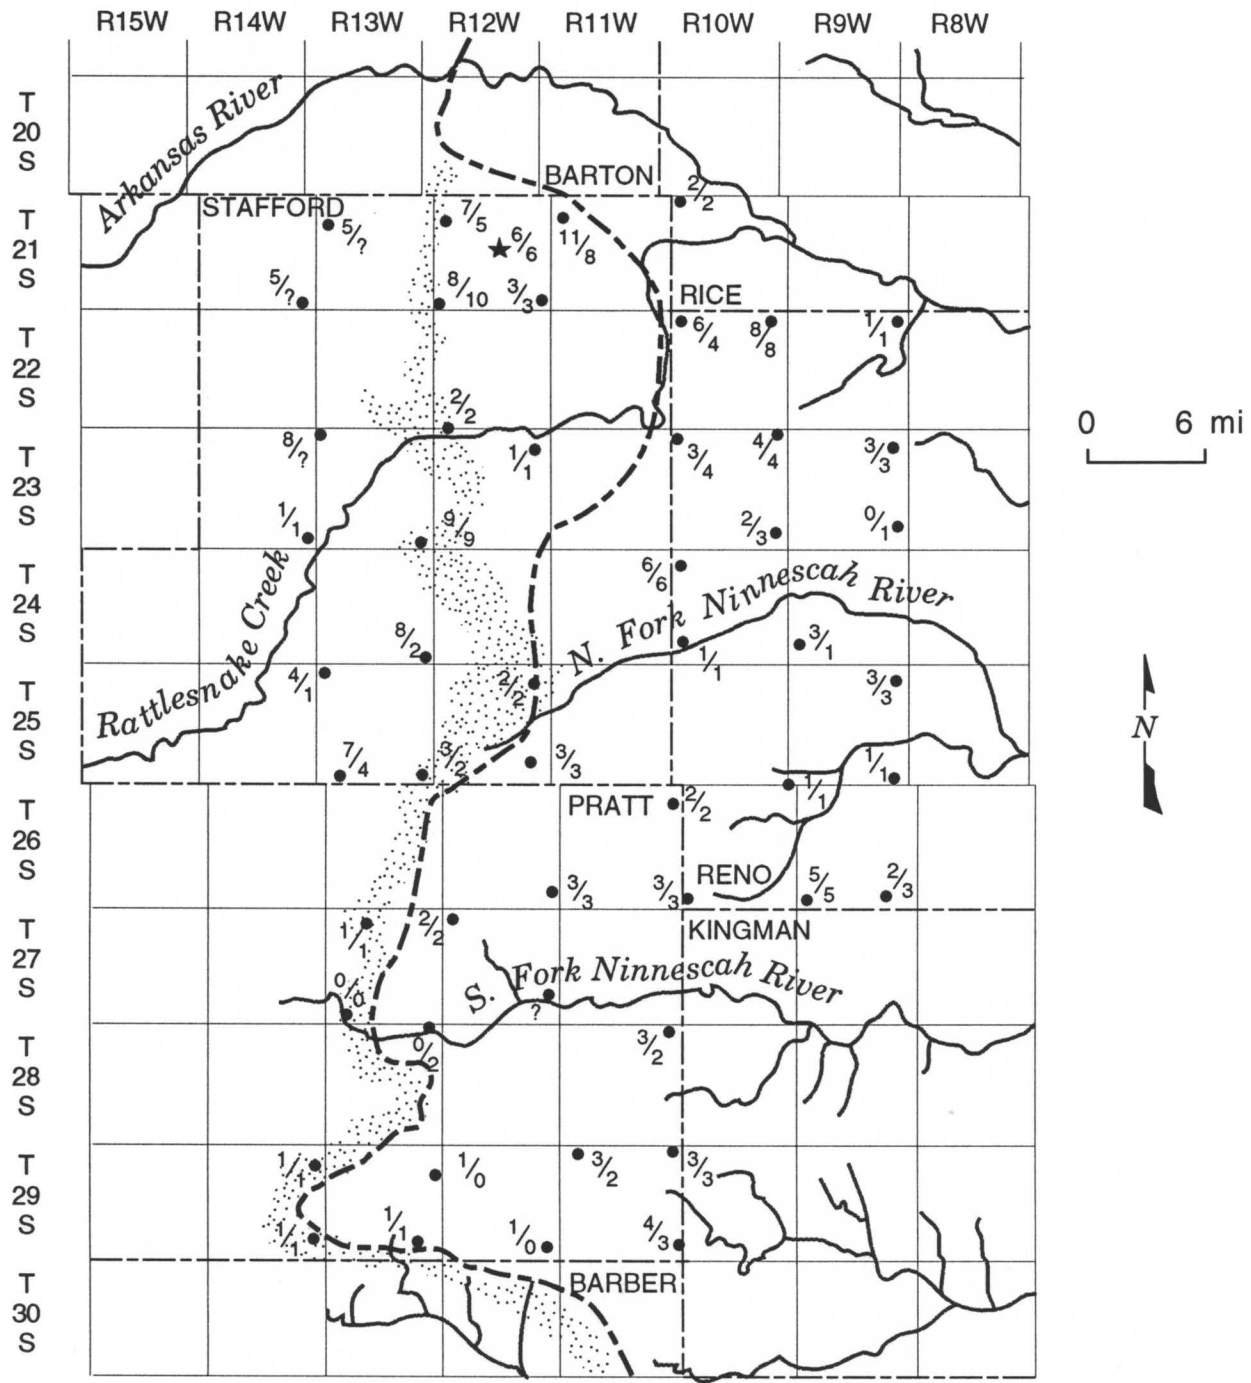 R15W R14W R13W R12W R11W R10W R9W R8W
T
20
S
Arkansas River
BARTON
2/2
T
21
S
STAFFORD
5/?
7/5
6/6
11/8
5/?
8/10
3/3
RICE
T
22
S
6/4
8/8
1/1
2/2
0 6 mi
T
23
S
8/?
1/1
3/4
4/4
3/3
1/1
9/9
2/3
0/1
T
24
S
Rattlesnake Creek
6/6
N. Fork Ninnescah River
8/2
1/1
3/1
T
25
S
4/1
2/2
3/3
N
7/4
3/2
3/3
1/1
1/1
T
26
S
PRATT
2/2
RENO
3/3
3/3
5/5
2/3
T
27
S
1/1
2/2
KINGMAN
S. Fork Ninnescah River
0/0
?
T
28
S
0/2
3/2
T
29
S
1/1
1/0
3/2
3/3
1/1
1/1
1/0
4/3
T
30
S
BARBER